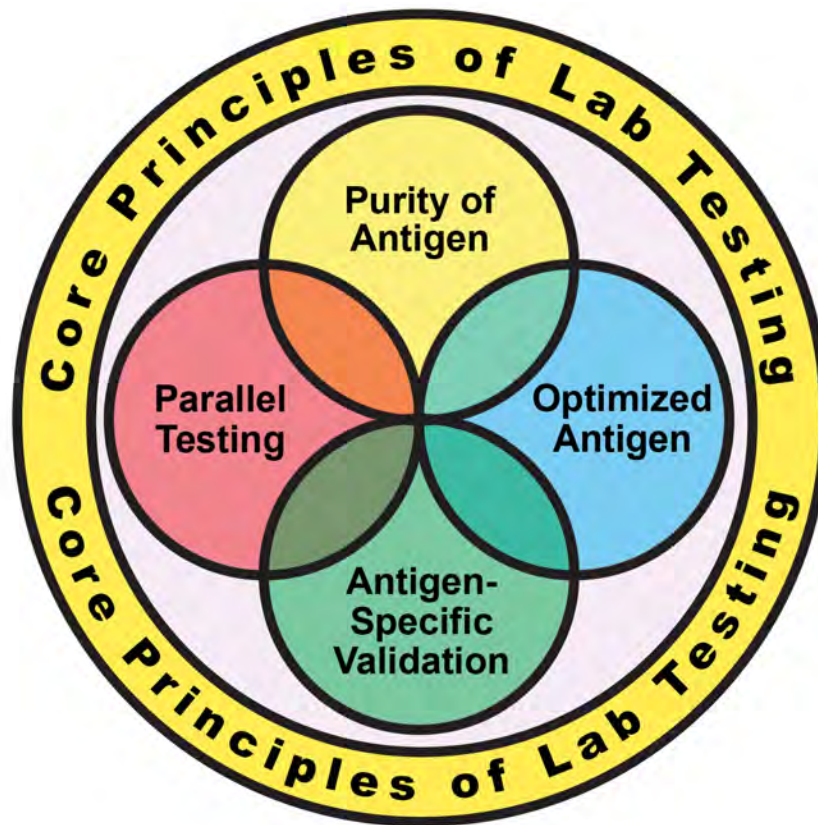 Core Principles of Lab Testing
Purity of
Antigen
Parallel
Testing
Optimized
Antigen
Antigen-
Specific
Validation
Core Principles of Lab Testing